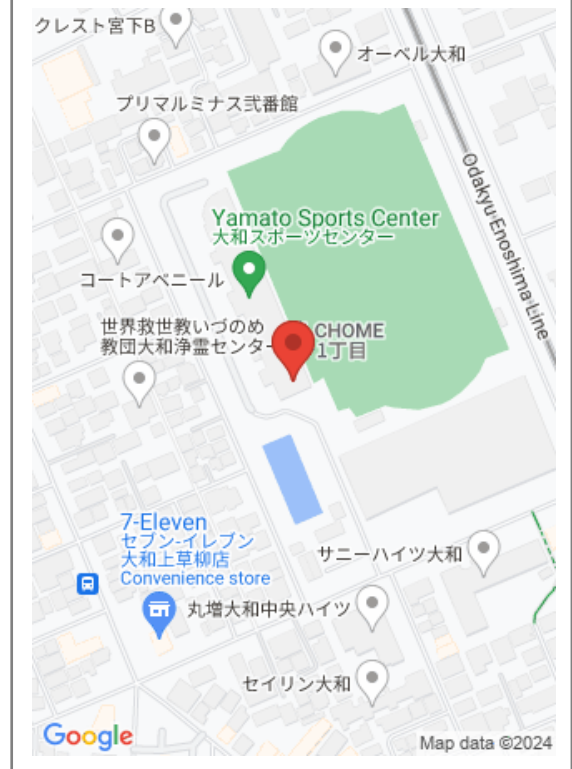 クレスト宮下B
オーベル大和
プリマルミナス弐番館
Odakyu Enoshima Line
Yamato Sports Center
大和スポーツセンター
コートアベニール
世界救世教いづのめ
教団大和浄霊センター
CHOME
1丁目
7-Eleven
セブン-イレブン
大和上草柳店
Convenience store
サニーハイツ大和
丸増大和中央ハイツ
セイリン大和
Google
Map data ©2024